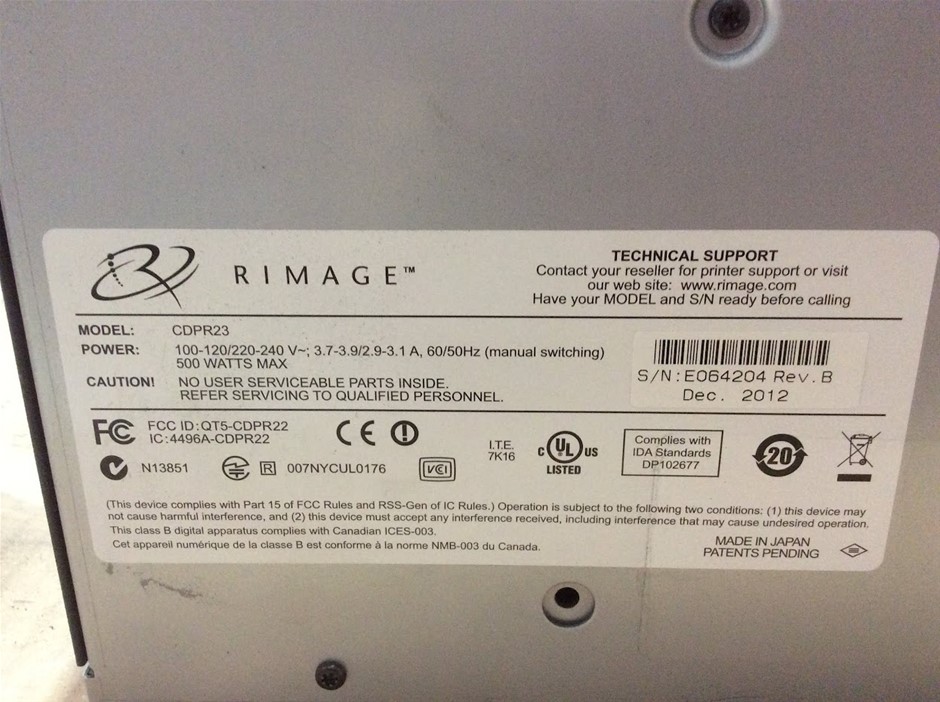 RIMAGE™
TECHNICAL SUPPORT
Contact your reseller for printer support or visit
our web site: www.rimage.com
Have your MODEL and S/N ready before calling
MODEL: CDPR23
POWER: 100-120/220-240 V~; 3.7-3.9/2.9-3.1 A, 60/50Hz (manual switching)
500 WATTS MAX
CAUTION! NO USER SERVICEABLE PARTS INSIDE.
REFER SERVICING TO QUALIFIED PERSONNEL.
S/N:E064204 Rev.B
Dec. 2012
FC FCC ID:QT5-CDPR22
IC:4496A-CDPR22
CE
N13851
R 007NYCUL0176
VCI
I.T.E.
7K16
C UL US
LISTED
Complies with
IDA Standards
DP102677
20
(This device complies with Part 15 of FCC Rules and RSS-Gen of IC Rules.) Operation is subject to the following two conditions: (1) this device may
not cause harmful interference, and (2) this device must accept any interference received, including interference that may cause undesired operation.
This class B digital apparatus complies with Canadian ICES-003.
Cet appareil numérique de la classe B est conforme à la norme NMB-003 du Canada.
MADE IN JAPAN
PATENTS PENDING